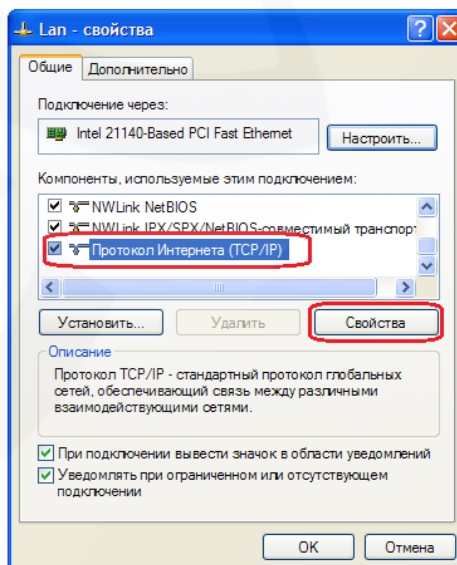 Lan - свойства
Общие
Дополнительно
Подключение через:
Intel 21140-Based PCI Fast Ethernet
Настроить...
Компоненты, используемые этим подключением:
NWLink NetBIOS
NWLink IPX/SPX/NetBIOS-совместимый транспор
Протокол Интернета (TCP/IP)
Установить...
Удалить
Свойства
Описание
Протокол TCP/IP - стандартный протокол глобальных
сетей, обеспечивающий связь между различными
взаимодействующими сетями.
При подключении вывести значок в области уведомлений
Уведомлять при ограниченном или отсутствующем
подключении
OK
Отмена